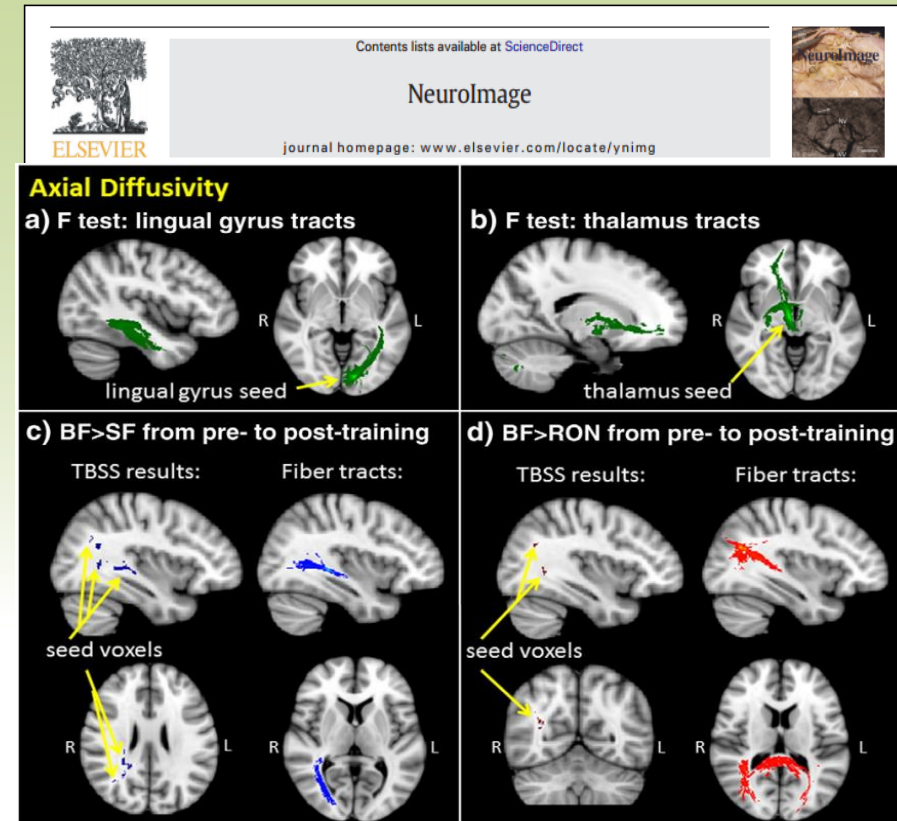 Contents lists available at ScienceDirect
NeuroImage
journal homepage: www.elsevier.com/locate/ynimg
ELSEVIER
NeuroImage
Axial Diffusivity
a) F test: lingual gyrus tracts
R
L
lingual gyrus seed
b) F test: thalamus tracts
R
L
thalamus seed
c) BF>SF from pre- to post-training
TBSS results:
Fiber tracts:
seed voxels
R
L
R
L
d) BF>RON from pre- to post-training
TBSS results:
Fiber tracts:
seed voxels
R
L
R
L